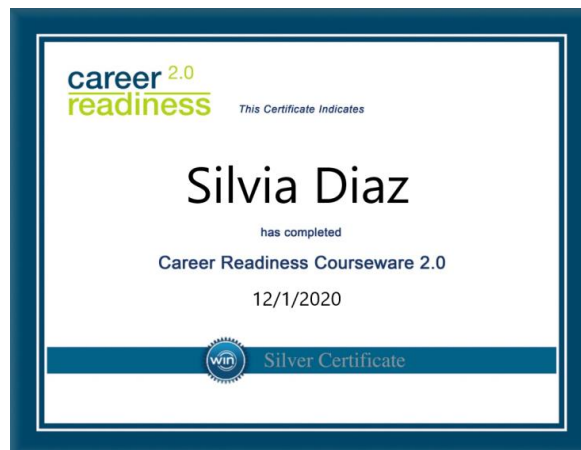 career 2.0
readiness
This Certificate Indicates
Silvia Diaz
has completed
Career Readiness Courseware 2.0
12/1/2020
win
Silver Certificate